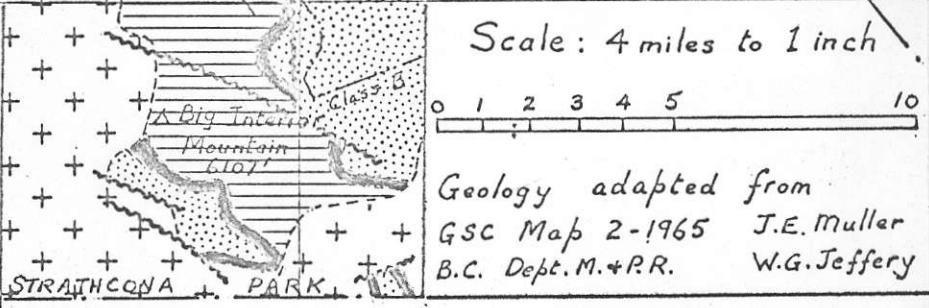 Class B
△ Big Interior
Mountain
6107'
STRATHCONA PARK
Scale: 4 miles to 1 inch
0 1 2 3 4 5 10
Geology adapted from
GSC Map 2-1965 J.E. Muller
B.C. Dept. M. & P.R. W.G. Jeffery